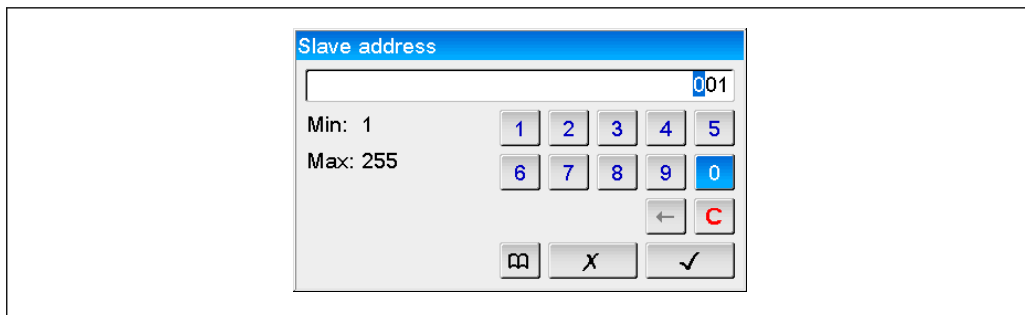 Slave address
001
Min: 1
1 2 3 4 5
Max: 255
6 7 8 9 0
← C
X ✓